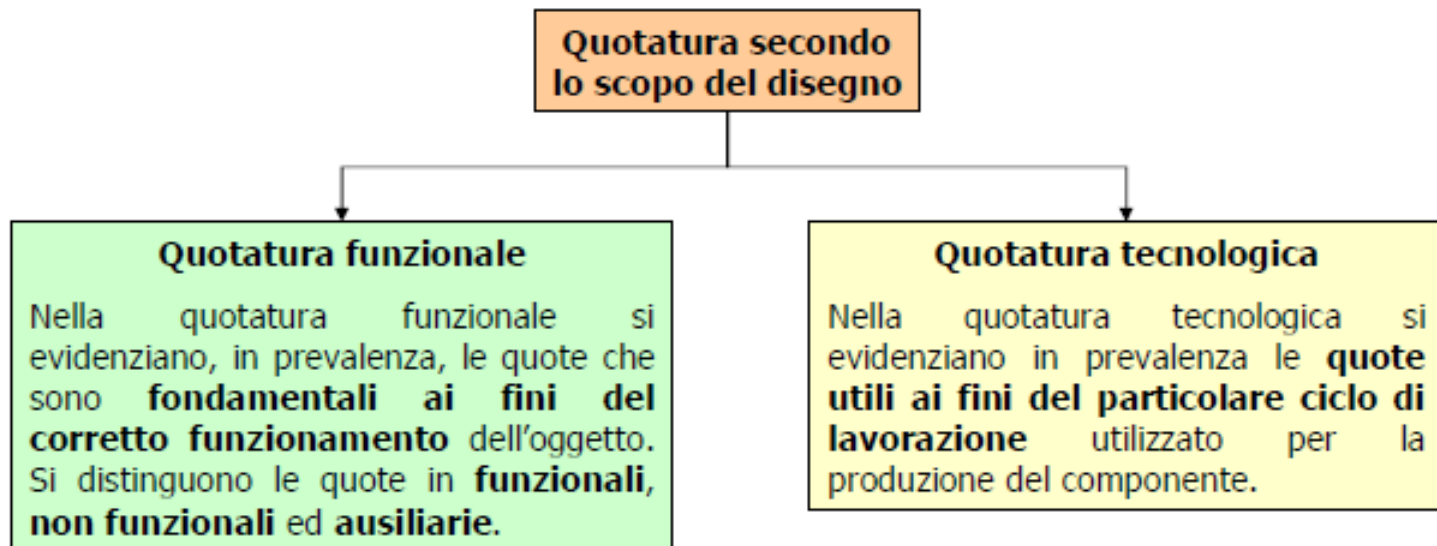 Quotatura secondo
lo scopo del disegno
Quotatura funzionale
Nella quotatura funzionale si
evidenziano, in prevalenza, le quote che
sono fondamentali ai fini del
corretto funzionamento dell'oggetto.
Si distinguono le quote in funzionali,
non funzionali ed ausiliarie.
Quotatura tecnologica
Nella quotatura tecnologica si
evidenziano in prevalenza le quote
utili ai fini del particolare ciclo di
lavorazione utilizzato per la
produzione del componente.